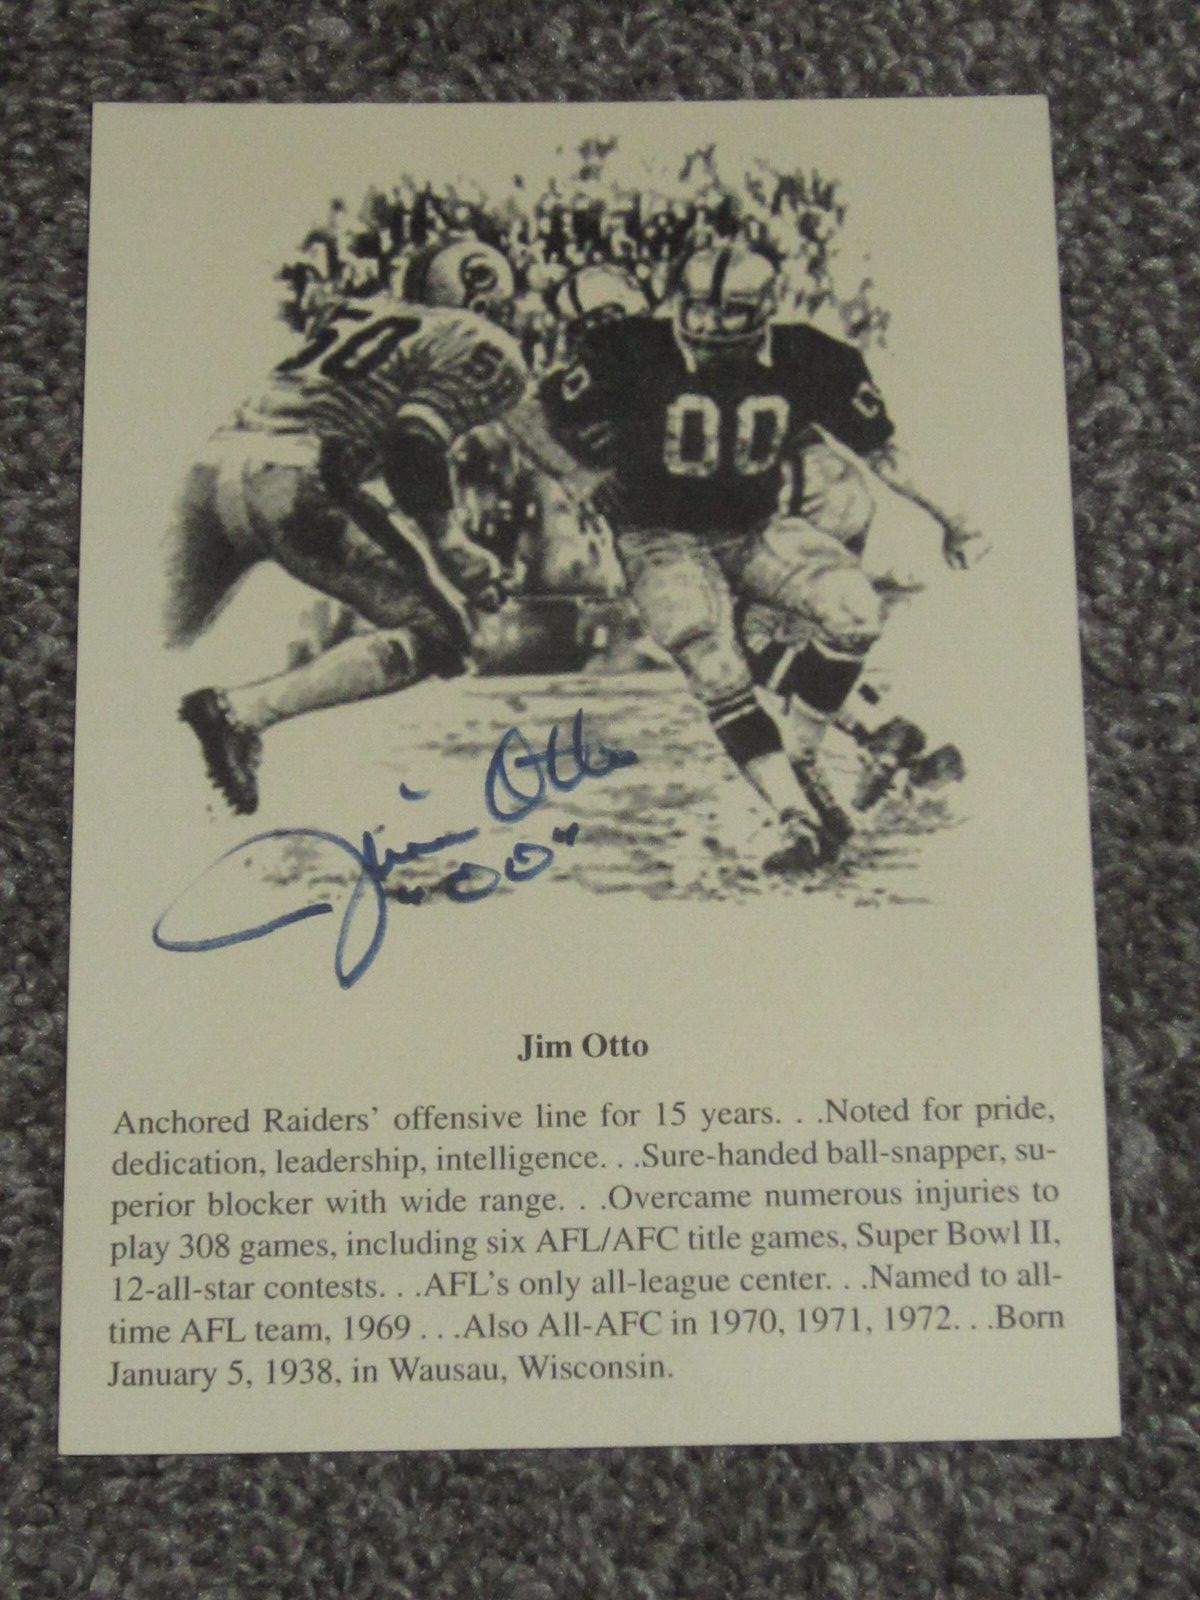 50
50
0
00
0
Jim Otto
"00"
Jim Otto
Anchored Raiders' offensive line for 15 years. . .Noted for pride,
dedication, leadership, intelligence. . .Sure-handed ball-snapper, su-
perior blocker with wide range. . .Overcame numerous injuries to
play 308 games, including six AFL/AFC title games, Super Bowl II,
12-all-star contests. . .AFL's only all-league center. . .Named to all-
time AFL team, 1969 . . .Also All-AFC in 1970, 1971, 1972. . .Born
January 5, 1938, in Wausau, Wisconsin.